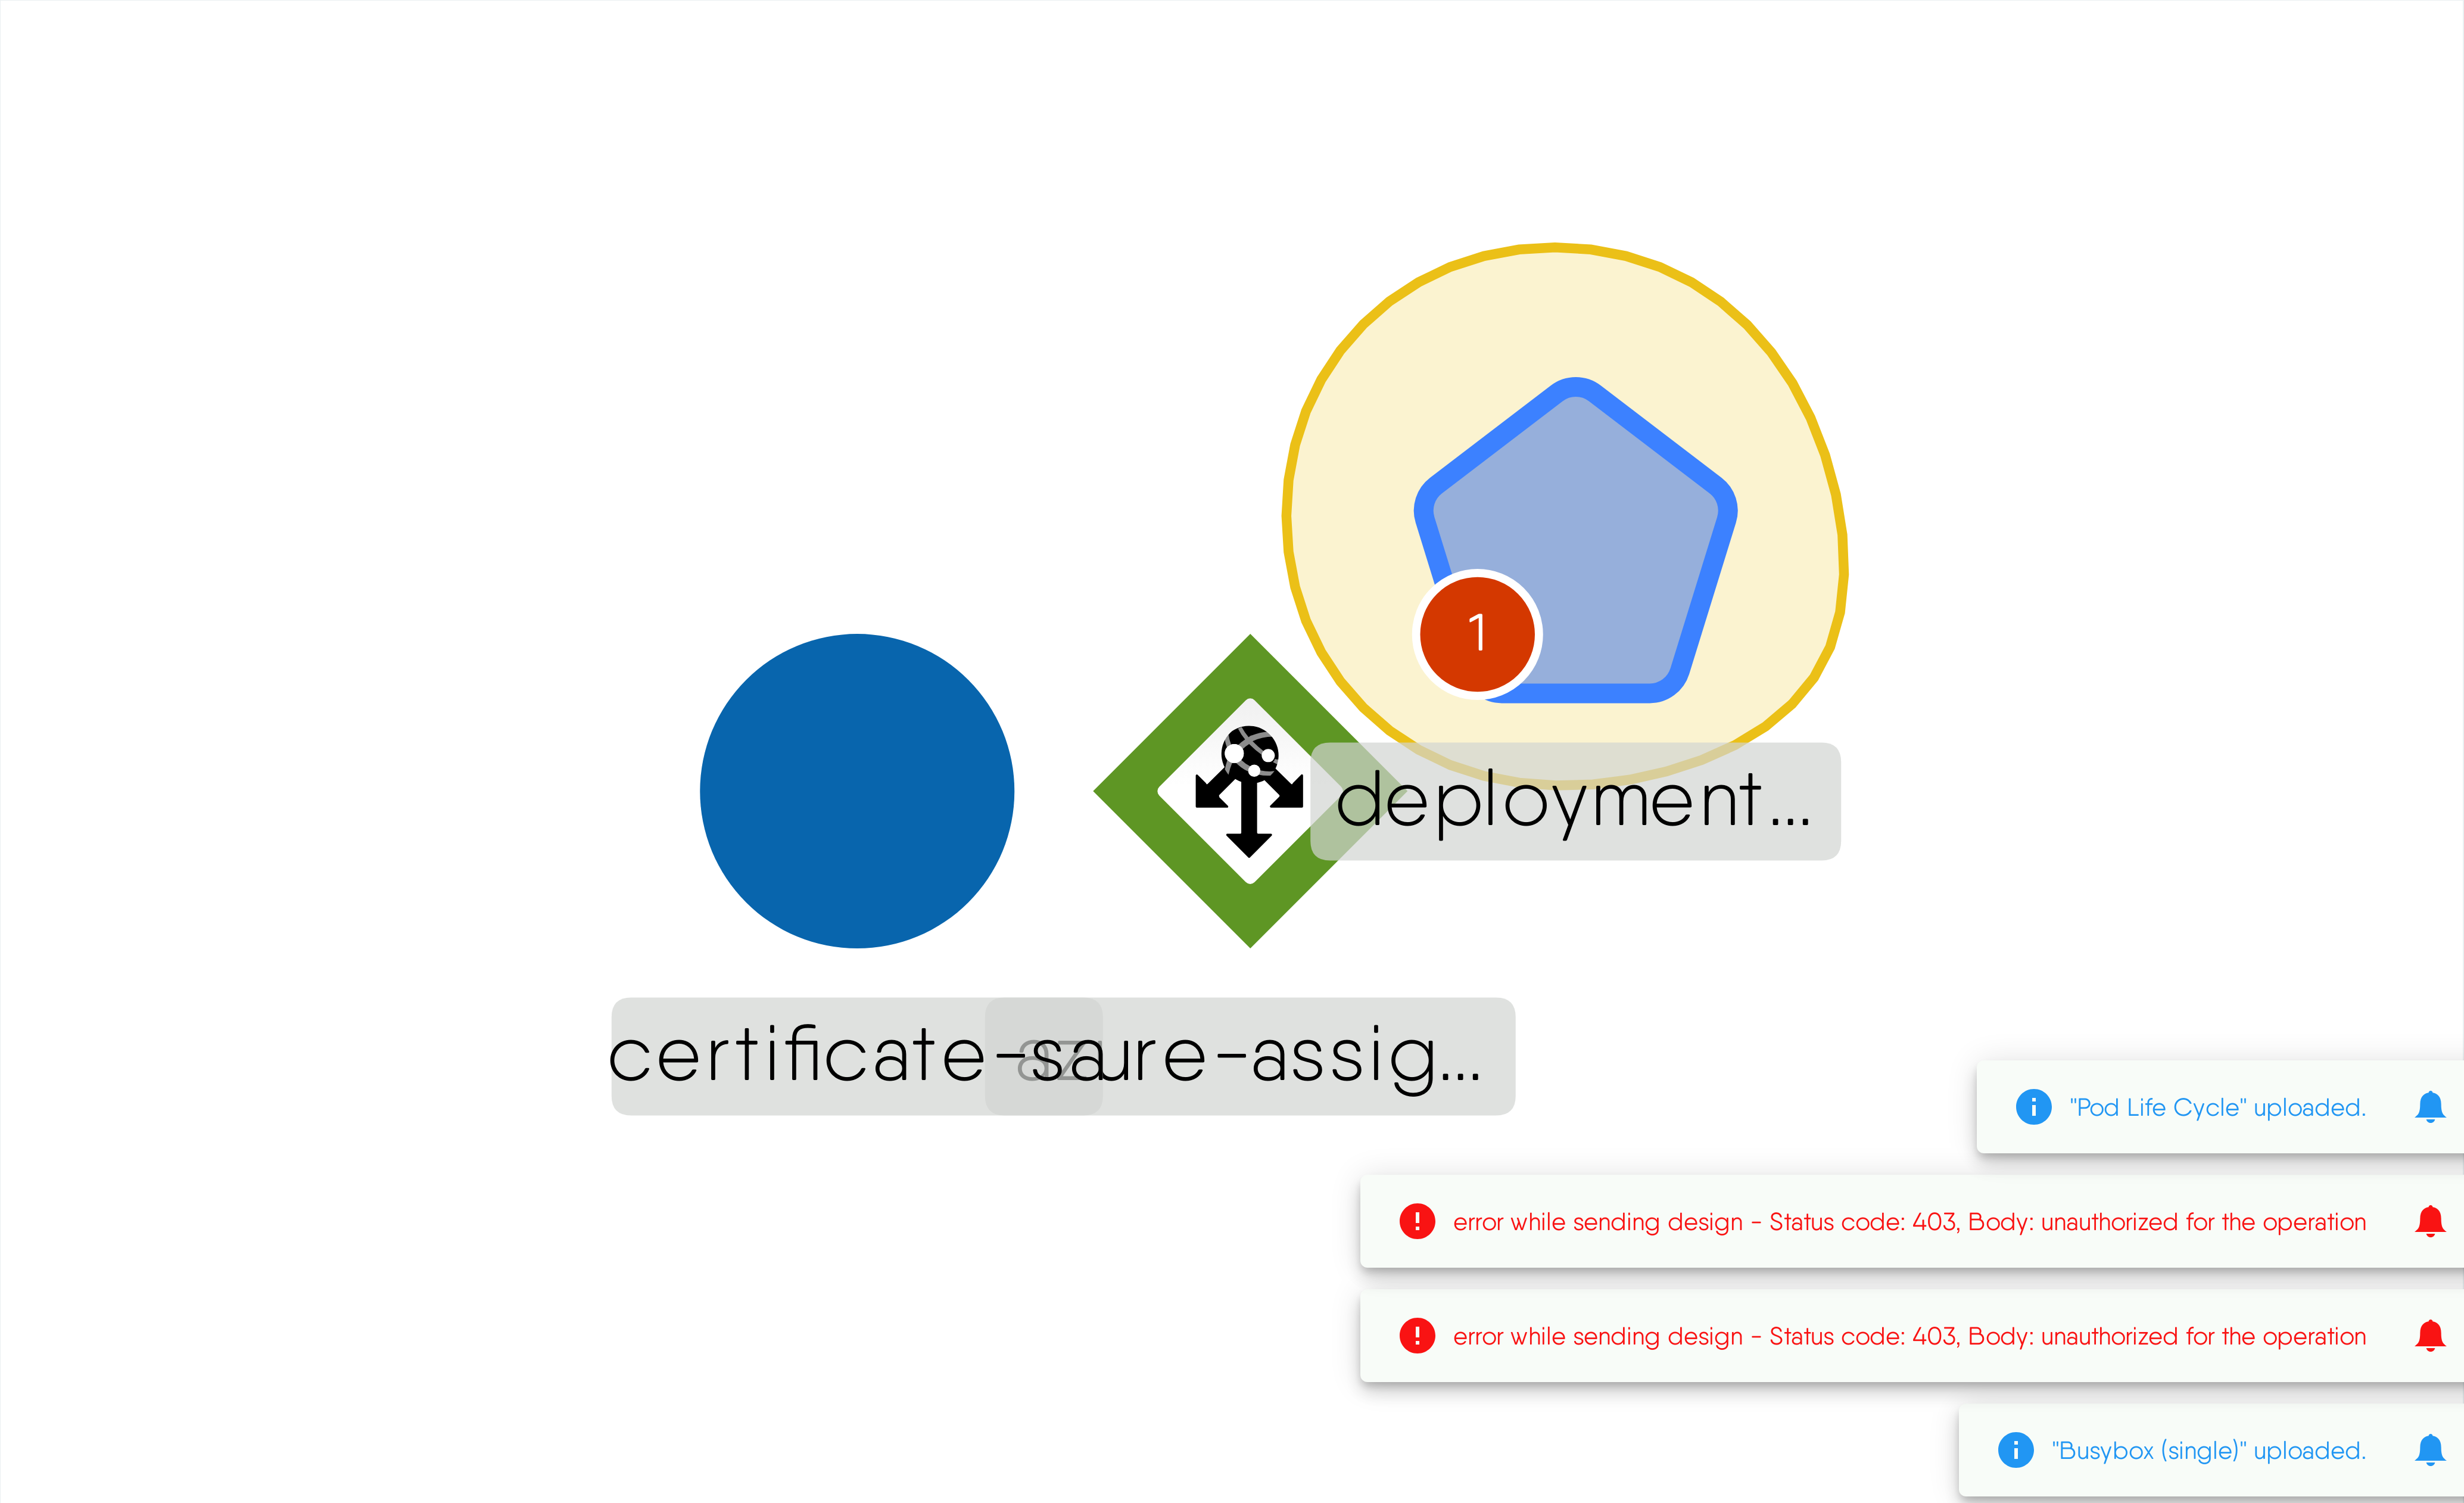 1
deployment...
certificate-sa
azure-assig...
"Pod Life Cycle" uploaded.
error while sending design - Status code: 403, Body: unauthorized for the operation
error while sending design - Status code: 403, Body: unauthorized for the operation
"Busybox (single)" uploaded.